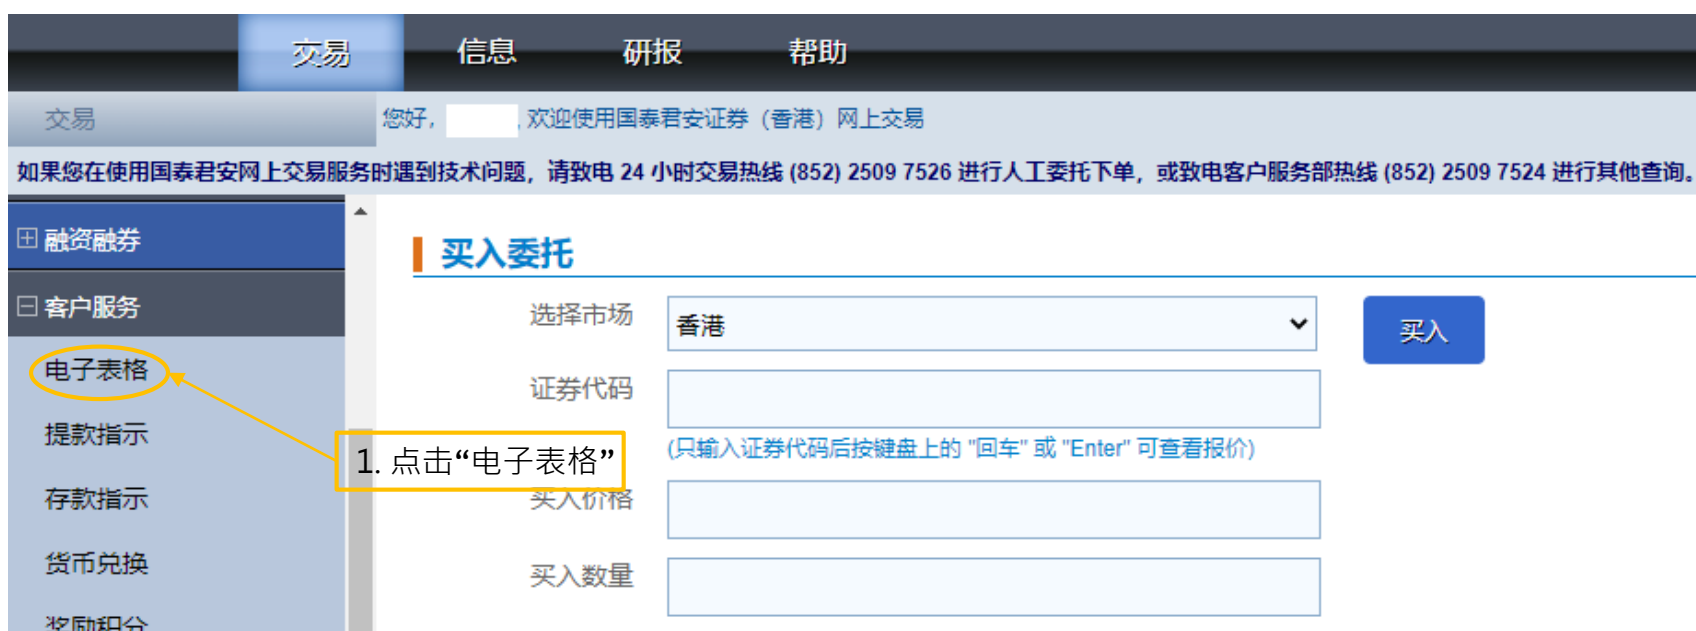 交易 信息 研报 帮助
交易
您好, , 欢迎使用国泰君安证券（香港）网上交易
如果您在使用国泰君安网上交易服务时遇到技术问题，请致电 24 小时交易热线 (852) 2509 7526 进行人工委托下单，或致电客户服务部热线 (852) 2509 7524 进行其他查询。
融资融券
客户服务
电子表格
提款指示
存款指示
货币兑换
奖励积分
买入委托
选择市场 香港 买入
证券代码
(只输入证券代码后按键盘上的 "回车" 或 "Enter" 可查看报价)
1. 点击“电子表格”
买入价格
买入数量